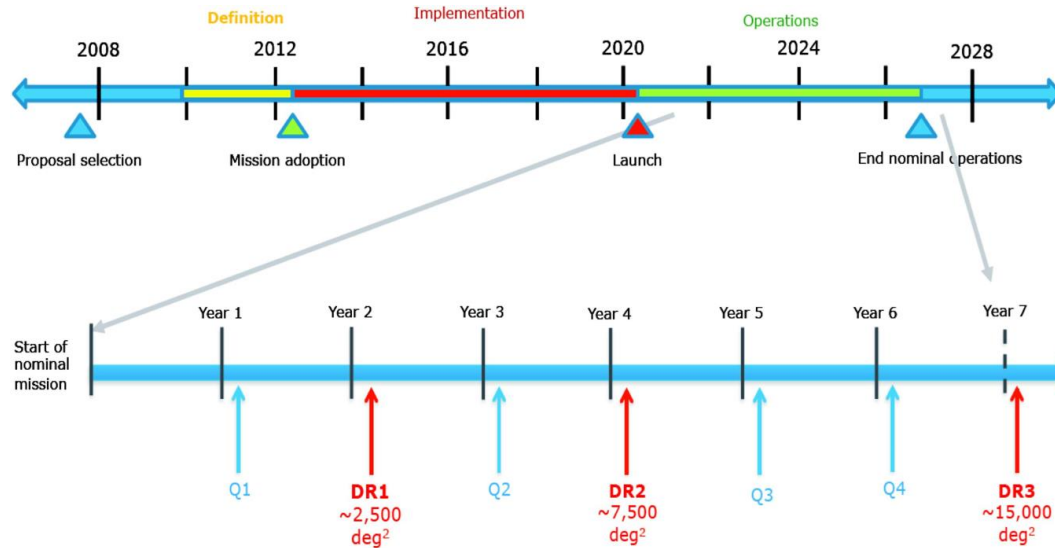 Definition
Implementation
Operations
2008
2012
2016
2020
2024
2028
Proposal selection
Mission adoption
Launch
End nominal operations
Start of
nominal
mission
Year 1
Year 2
Year 3
Year 4
Year 5
Year 6
Year 7
Q1
DR1
~2,500
deg²
Q2
DR2
~7,500
deg²
Q3
Q4
DR3
~15,000
deg²